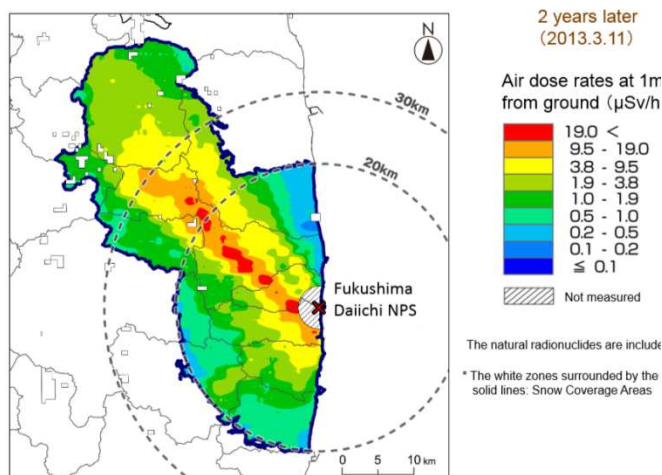 2 years later
（2013.3.11）
N
30km
20km
Air dose rates at 1m
from ground（μSv/h
19.0 <
9.5 - 19.0
3.8 - 9.5
1.9 - 3.8
1.0 - 1.9
0.5 - 1.0
0.2 - 0.5
0.1 - 0.2
≦ 0.1
Not measured
Fukushima
Daiichi NPS
The natural radionuclides are include
* The white zones surrounded by the
solid lines: Snow Coverage Areas
0 5 10 km